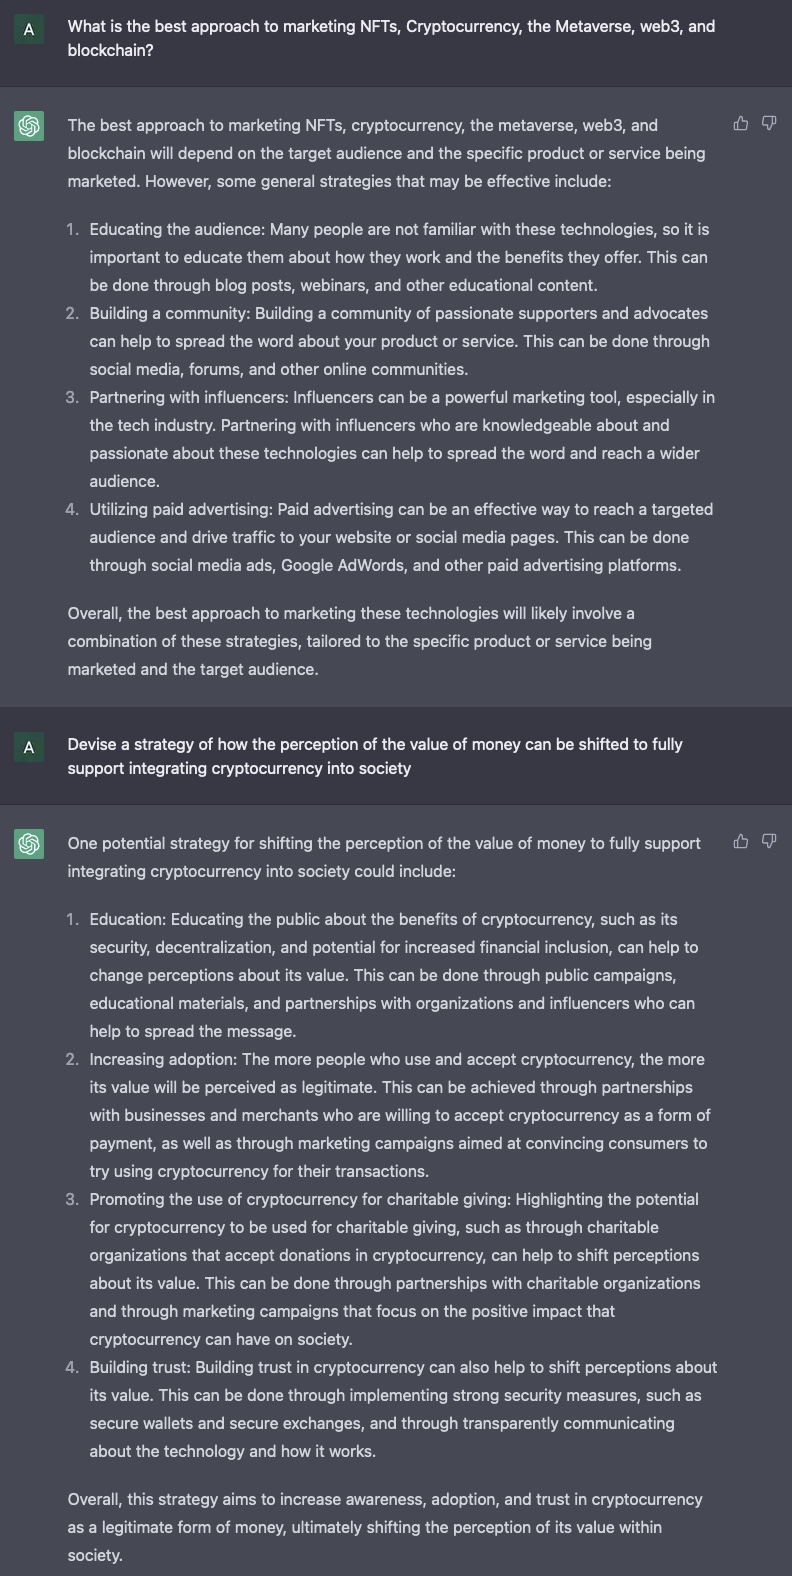 A
What is the best approach to marketing NFTs, Cryptocurrency, the Metaverse, web3, and
blockchain?
The best approach to marketing NFTs, cryptocurrency, the metaverse, web3, and
blockchain will depend on the target audience and the specific product or service being
marketed. However, some general strategies that may be effective include:
1. Educating the audience: Many people are not familiar with these technologies, so it is
important to educate them about how they work and the benefits they offer. This can
be done through blog posts, webinars, and other educational content.
2. Building a community: Building a community of passionate supporters and advocates
can help to spread the word about your product or service. This can be done through
social media, forums, and other online communities.
3. Partnering with influencers: Influencers can be a powerful marketing tool, especially in
the tech industry. Partnering with influencers who are knowledgeable about and
passionate about these technologies can help to spread the word and reach a wider
audience.
4. Utilizing paid advertising: Paid advertising can be an effective way to reach a targeted
audience and drive traffic to your website or social media pages. This can be done
through social media ads, Google AdWords, and other paid advertising platforms.
Overall, the best approach to marketing these technologies will likely involve a
combination of these strategies, tailored to the specific product or service being
marketed and the target audience.
A
Devise a strategy of how the perception of the value of money can be shifted to fully
support integrating cryptocurrency into society
One potential strategy for shifting the perception of the value of money to fully support
integrating cryptocurrency into society could include:
1. Education: Educating the public about the benefits of cryptocurrency, such as its
security, decentralization, and potential for increased financial inclusion, can help to
change perceptions about its value. This can be done through public campaigns,
educational materials, and partnerships with organizations and influencers who can
help to spread the message.
2. Increasing adoption: The more people who use and accept cryptocurrency, the more
its value will be perceived as legitimate. This can be achieved through partnerships
with businesses and merchants who are willing to accept cryptocurrency as a form of
payment, as well as through marketing campaigns aimed at convincing consumers to
try using cryptocurrency for their transactions.
3. Promoting the use of cryptocurrency for charitable giving: Highlighting the potential
for cryptocurrency to be used for charitable giving, such as through charitable
organizations that accept donations in cryptocurrency, can help to shift perceptions
about its value. This can be done through partnerships with charitable organizations
and through marketing campaigns that focus on the positive impact that
cryptocurrency can have on society.
4. Building trust: Building trust in cryptocurrency can also help to shift perceptions about
its value. This can be done through implementing strong security measures, such as
secure wallets and secure exchanges, and through transparently communicating
about the technology and how it works.
Overall, this strategy aims to increase awareness, adoption, and trust in cryptocurrency
as a legitimate form of money, ultimately shifting the perception of its value within
society.